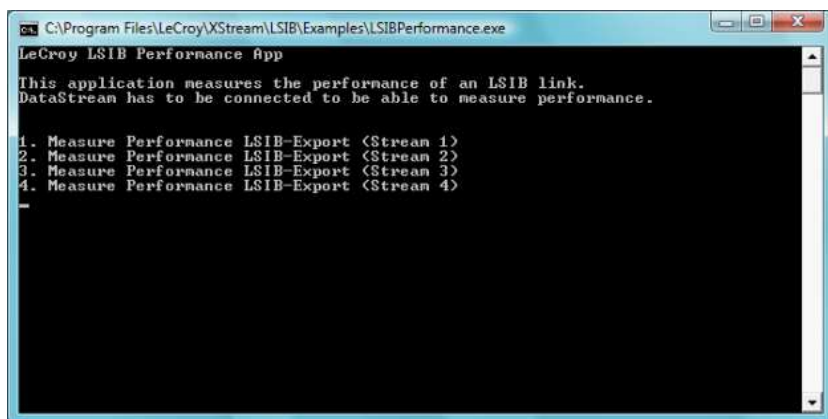 C:\Program Files\LeCroy\XStream\LSIB\Examples\LSIBPerformance.exe
LeCroy LSIB Performance App
This application measures the performance of an LSIB link.
DataStream has to be connected to be able to measure performance.
1. Measure Performance LSIB-Export (Stream 1)
2. Measure Performance LSIB-Export (Stream 2)
3. Measure Performance LSIB-Export (Stream 3)
4. Measure Performance LSIB-Export (Stream 4)